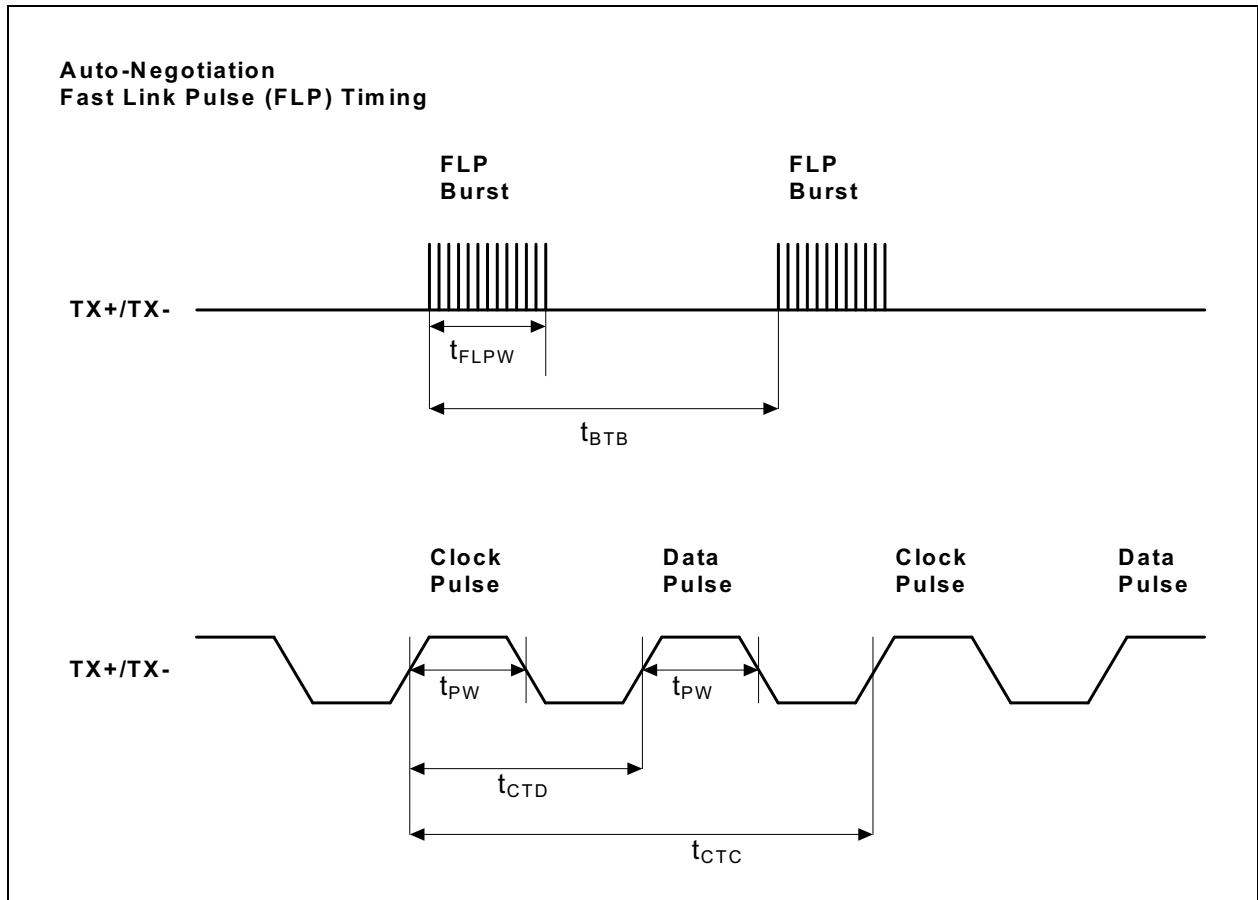 Auto-Negotiation
Fast Link Pulse (FLP) Timing
FLP
Burst
FLP
Burst
TX+/TX-
tFLPW
tBTB
Clock
Pulse
Data
Pulse
Clock
Pulse
Data
Pulse
TX+/TX-
tPW
tPW
tCTD
tCTC